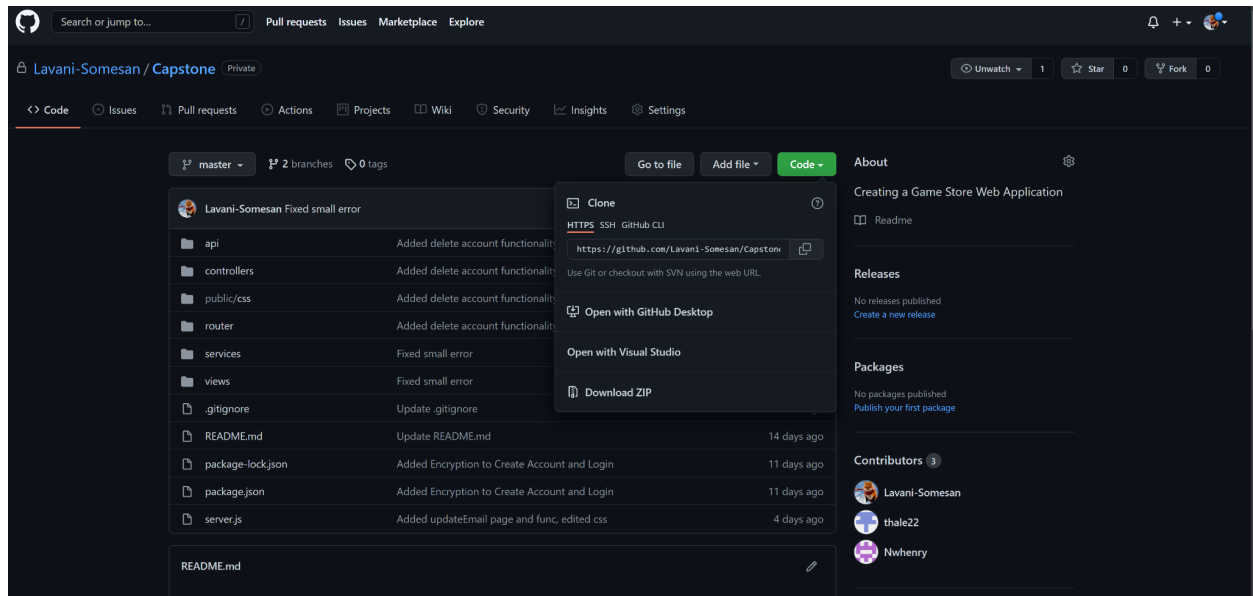 Search or jump to... / Pull requests Issues Marketplace Explore
Lavani-Somesan / Capstone Private Unwatch 1 Star 0 Fork 0
<> Code Issues Pull requests Actions Projects Wiki Security Insights Settings
master 2 branches 0 tags Go to file Add file Code
Lavani-Somesan Fixed small error
api Added delete account functionality
controllers Added delete account functionality
public/css Added delete account functionality
router Added delete account functionality
services Fixed small error
views Fixed small error
.gitignore Update .gitignore
README.md Update README.md 14 days ago
package-lock.json Added Encryption to Create Account and Login 11 days ago
package.json Added Encryption to Create Account and Login 11 days ago
server.js Added updateEmail page and func, edited css 4 days ago
README.md
Clone
HTTPS SSH GitHub CLI
https://github.com/Lavani-Somesan/Capstone
Use Git or checkout with SVN using the web URL.
Open with GitHub Desktop
Open with Visual Studio
Download ZIP
About
Creating a Game Store Web Application
Readme
Releases
No releases published
Create a new release
Packages
No packages published
Publish your first package
Contributors 3
Lavani-Somesan
thale22
Nwhenry